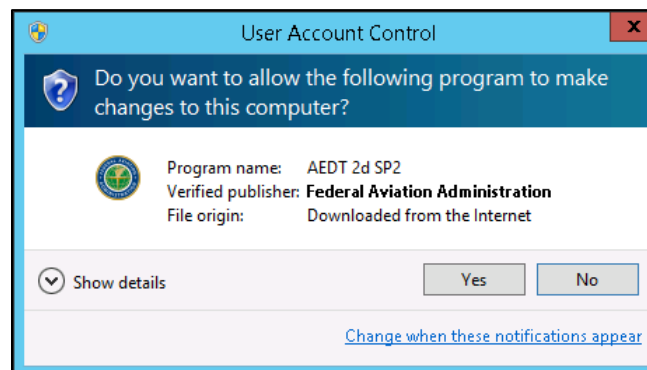 User Account Control
x
Do you want to allow the following program to make
changes to this computer?
Program name: AEDT 2d SP2
Verified publisher: Federal Aviation Administration
File origin: Downloaded from the Internet
Show details
Yes
No
Change when these notifications appear